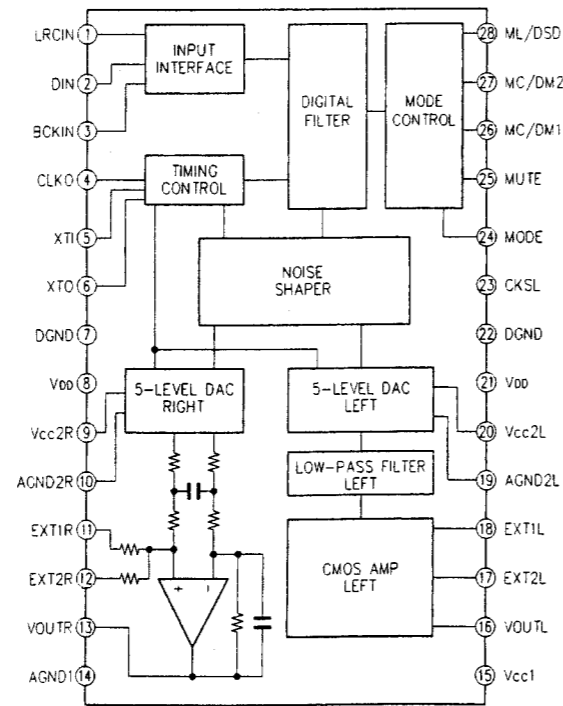 LRCIN 1
DIN 2
BCKIN 3
CLKO 4
XTI 5
XTO 6
DGND 7
VDD 8
Vcc2R 9
AGND2R 10
EXT1R 11
EXT2R 12
VOUTR 13
AGND1 14
INPUT
INTERFACE
TIMING
CONTROL
DIGITAL
FILTER
MODE
CONTROL
NOISE
SHAPER
5-LEVEL DAC
RIGHT
5-LEVEL DAC
LEFT
LOW-PASS FILTER
LEFT
CMOS AMP
LEFT
+ −
28 ML/DSD
27 MC/DM2
26 MC/DM1
25 MUTE
24 MODE
23 CKSL
22 DGND
21 VDD
20 Vcc2L
19 AGND2L
18 EXT1L
17 EXT2L
16 VOUTL
15 Vcc1